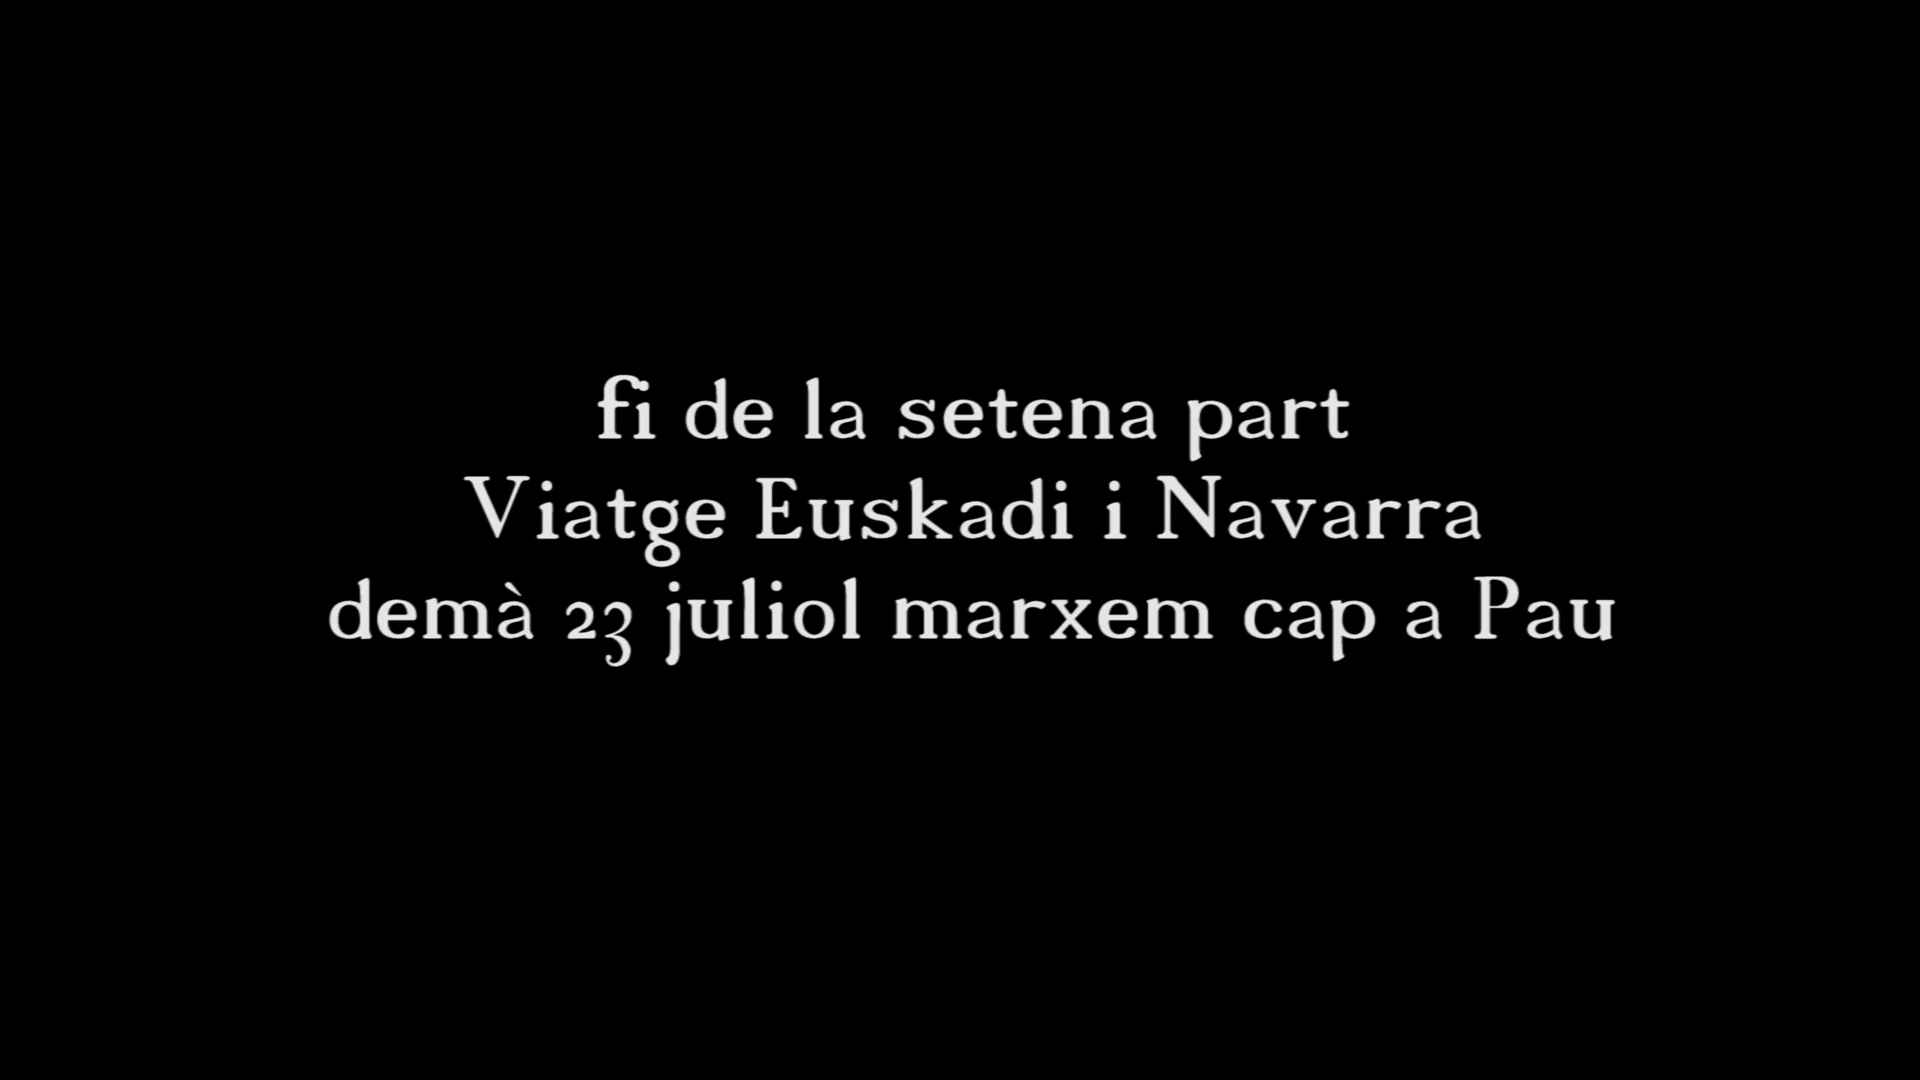 fi de la setena part
Viatge Euskadi i Navarra
demà 23 juliol marxem cap a Pau